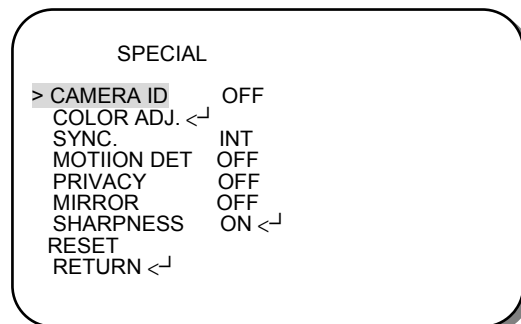 SPECIAL
> CAMERA ID OFF
COLOR ADJ. <┘
SYNC. INT
MOTIION DET OFF
PRIVACY OFF
MIRROR OFF
SHARPNESS ON <┘
RESET
RETURN <┘